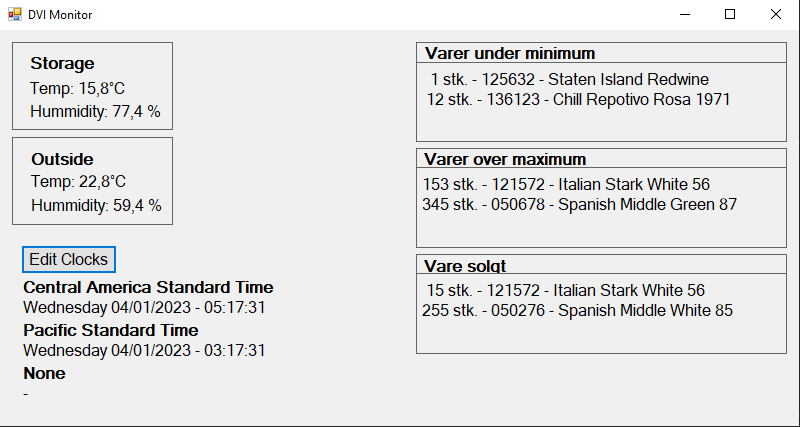 DVI Monitor
Storage
Temp: 15,8°C
Hummidity: 77,4 %
Outside
Temp: 22,8°C
Hummidity: 59,4 %
Edit Clocks
Central America Standard Time
Wednesday 04/01/2023 - 05:17:31
Pacific Standard Time
Wednesday 04/01/2023 - 03:17:31
None
-
Varer under minimum
1 stk. - 125632 - Staten Island Redwine
12 stk. - 136123 - Chill Repotivo Rosa 1971
Varer over maximum
153 stk. - 121572 - Italian Stark White 56
345 stk. - 050678 - Spanish Middle Green 87
Vare solgt
15 stk. - 121572 - Italian Stark White 56
255 stk. - 050276 - Spanish Middle White 85